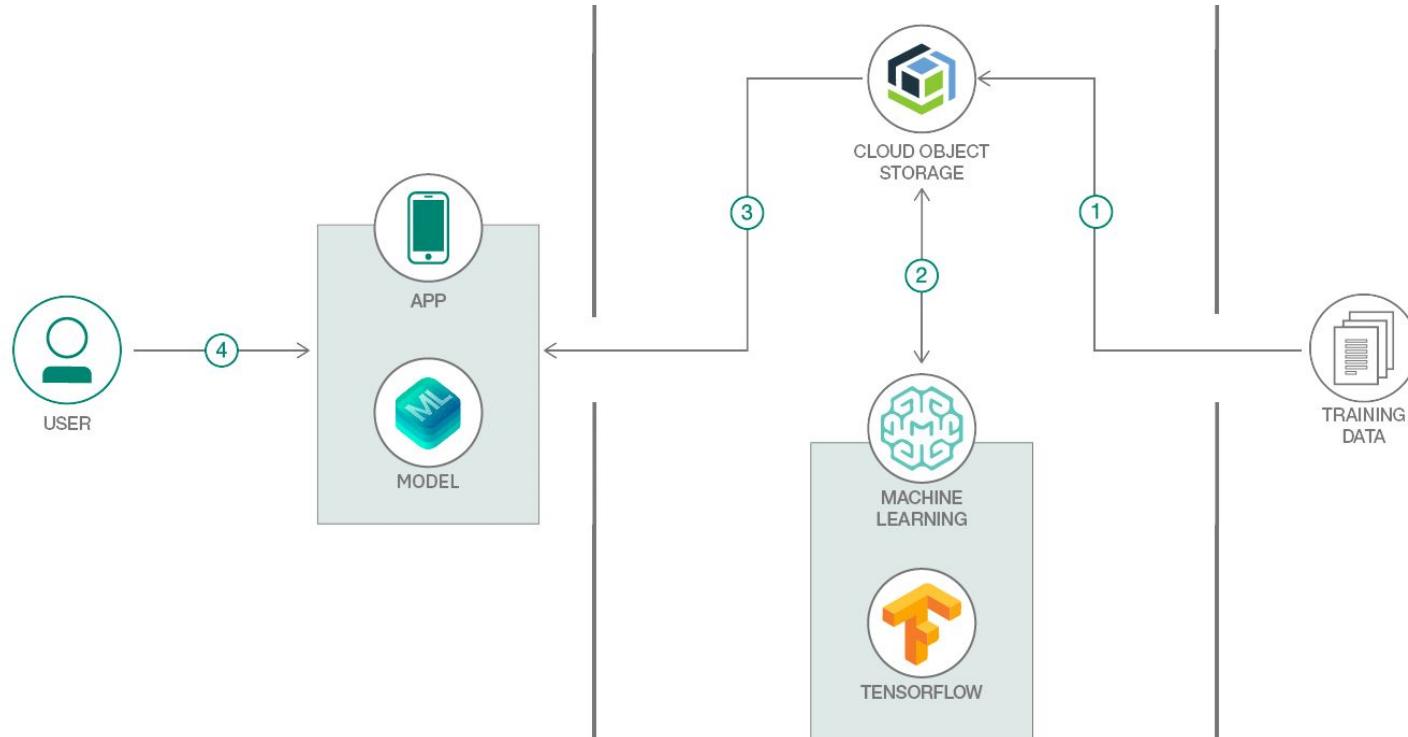 CLOUD OBJECT
STORAGE
3
1
APP
2
4
USER
ML
MODEL
MACHINE
LEARNING
TENSORFLOW
TRAINING
DATA